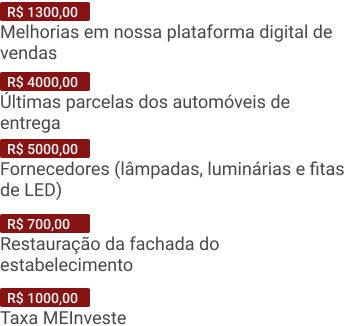 R$ 1300,00
Melhorias em nossa plataforma digital de
vendas
R$ 4000,00
Últimas parcelas dos automóveis de
entrega
R$ 5000,00
Fornecedores (lâmpadas, luminárias e fitas
de LED)
R$ 700,00
Restauração da fachada do
estabelecimento
R$ 1000,00
Taxa MEInveste